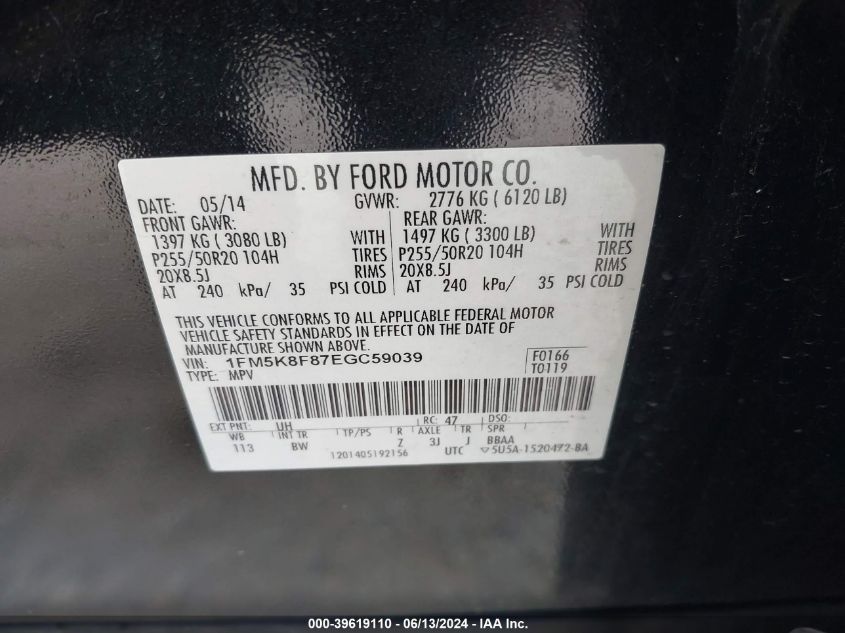 MFD. BY FORD MOTOR CO.
DATE: 05/14 GVWR: 2776 KG ( 6120 LB)
FRONT GAWR: REAR GAWR:
1397 KG ( 3080 LB) WITH 1497 KG ( 3300 LB) WITH
P255/50R20 104H TIRES P255/50R20 104H TIRES
20X8.5J RIMS 20X8.5J RIMS
AT 240 kPa/ 35 PSI COLD AT 240 kPa/ 35 PSI COLD
THIS VEHICLE CONFORMS TO ALL APPLICABLE FEDERAL MOTOR
VEHICLE SAFETY STANDARDS IN EFFECT ON THE DATE OF
MANUFACTURE SHOWN ABOVE.
VIN: 1FM5K8F87EGC59039 F0166
TYPE: MPV T0119
EXT PNT: UH RC: 47 DSO:
WB INT TR TP/PS R AXLE TR SPR
113 BW Z 3J J BBAA
1201405192156 UTC ▽5U5A-1520472-BA
000-39619110 - 06/13/2024 - IAA Inc.